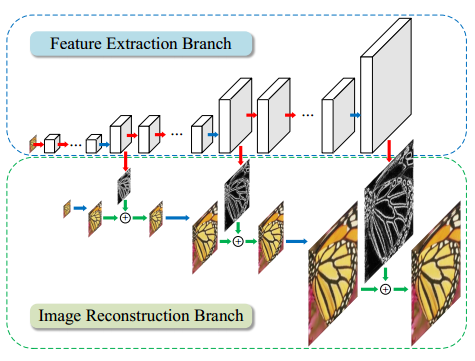 Feature Extraction Branch
Image Reconstruction Branch